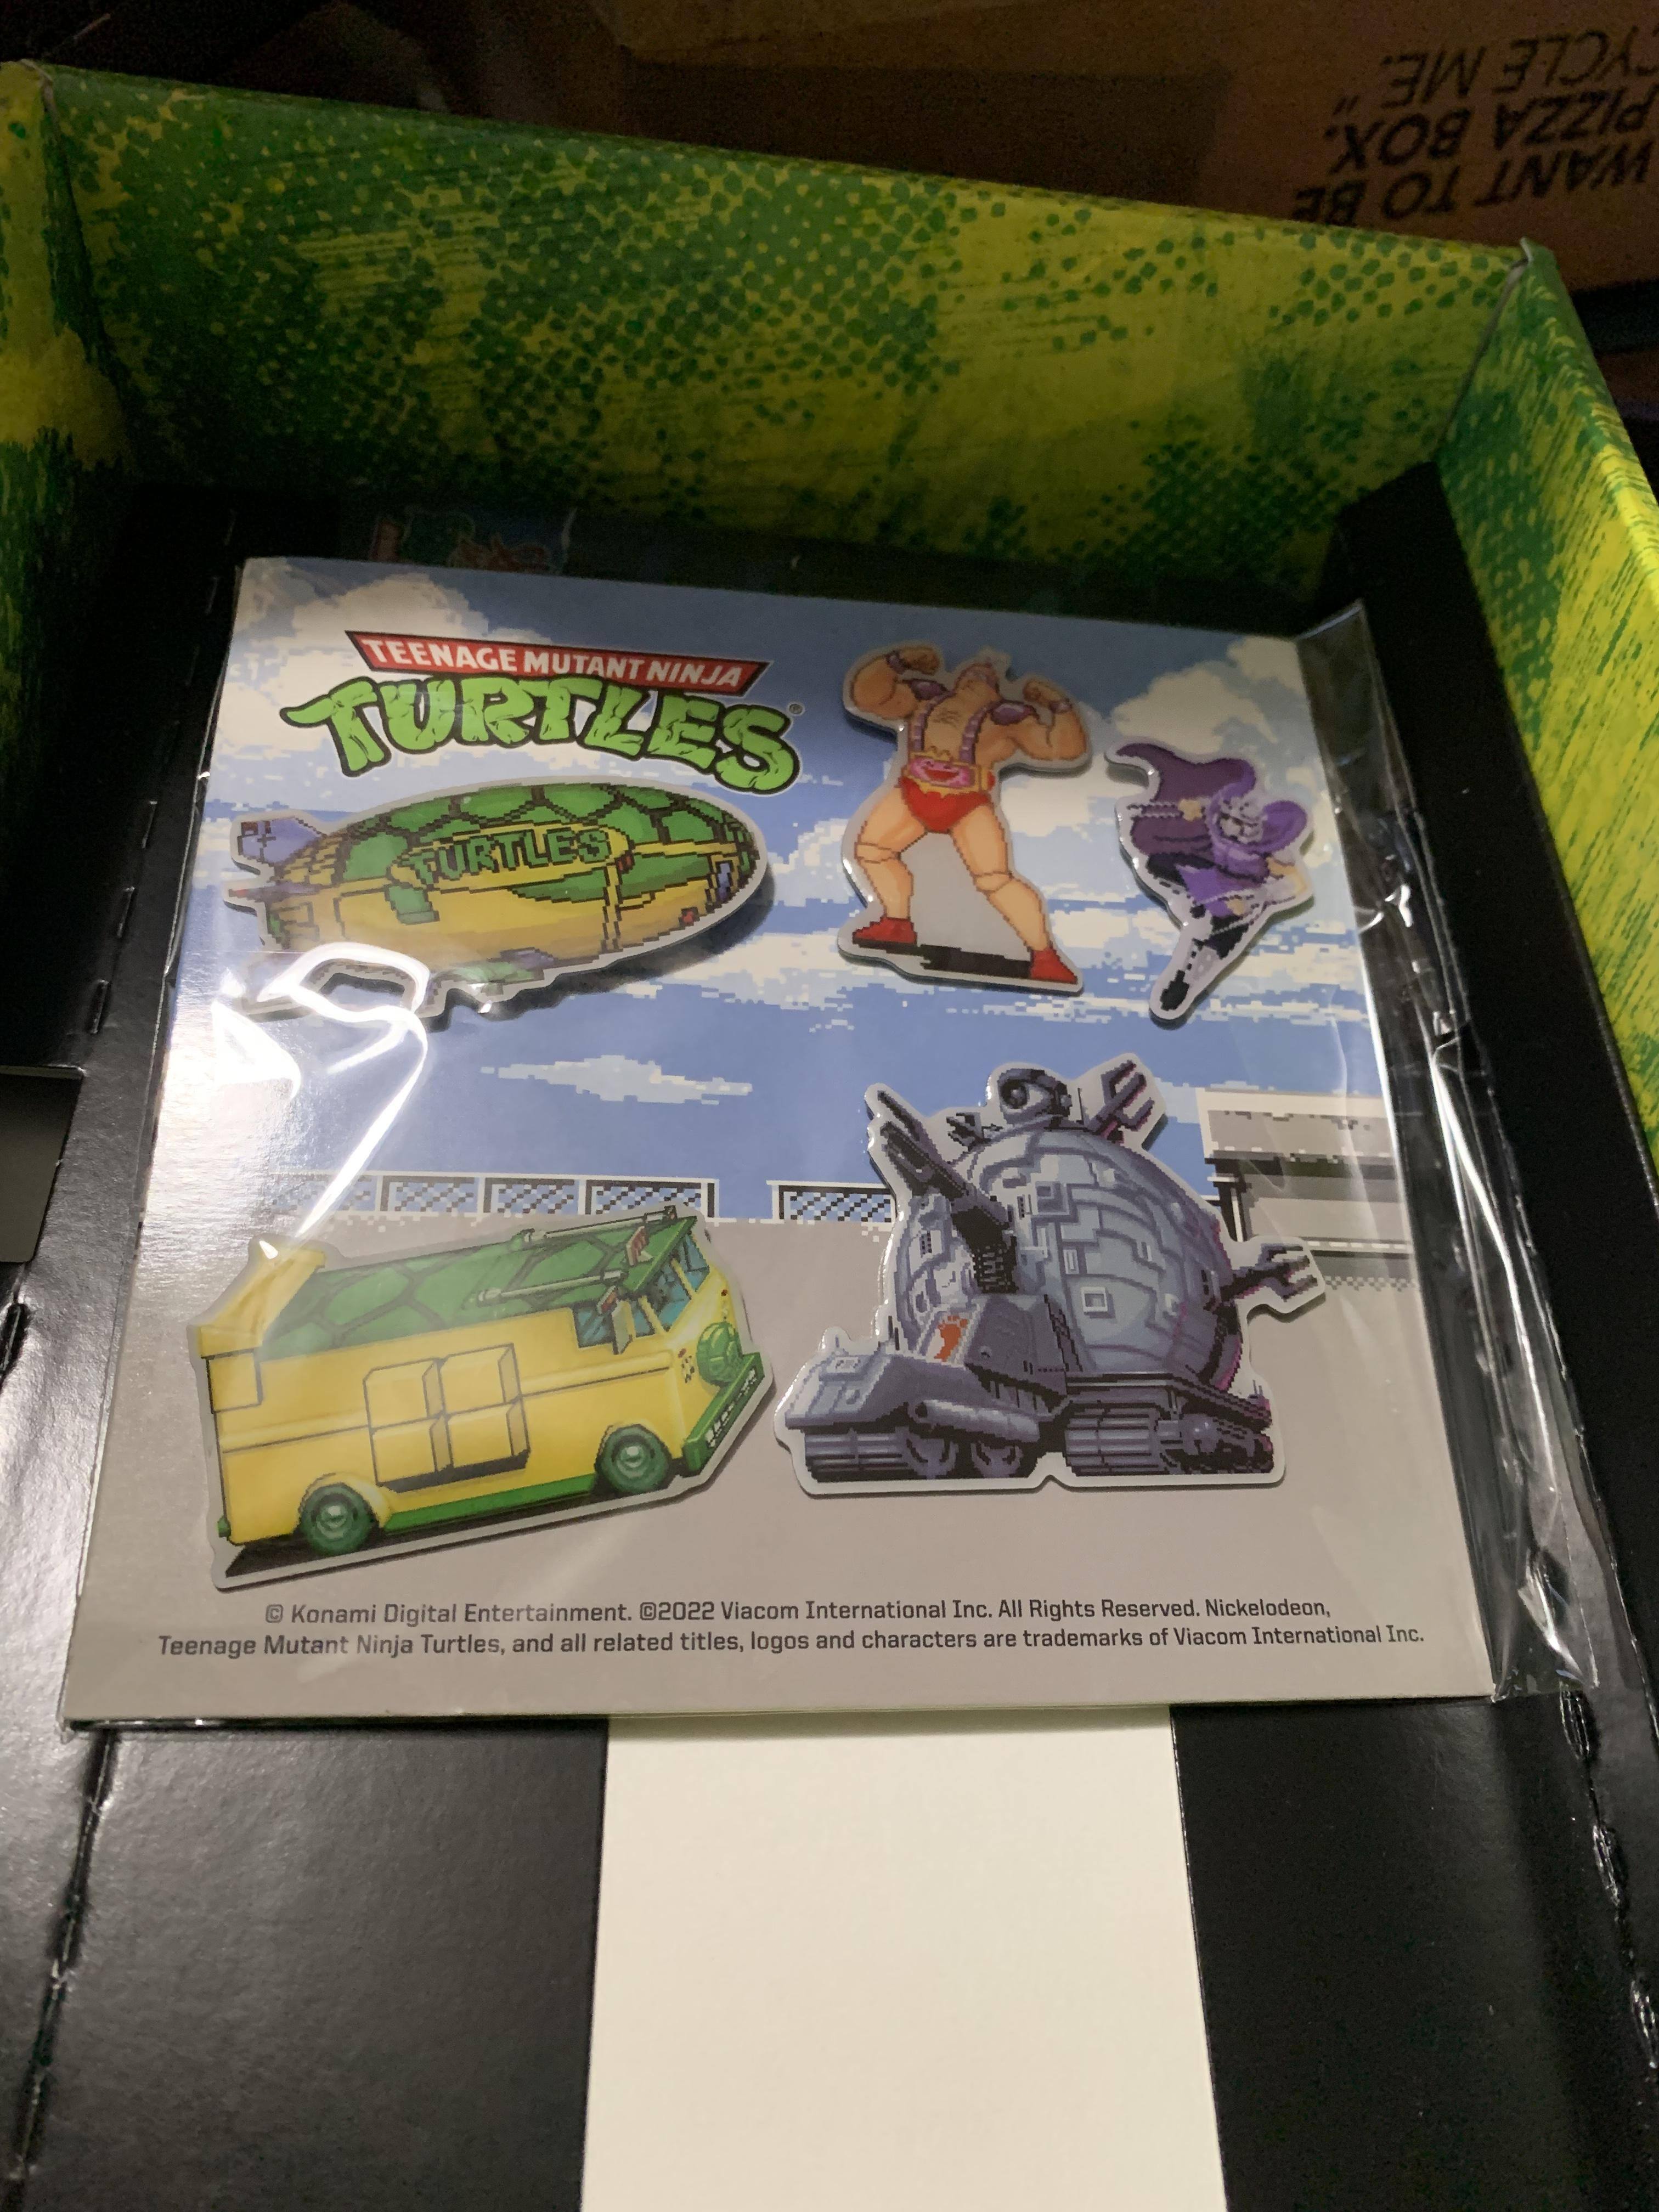 WANT TO BE
PIZZA BOX.
CYCLE ME."
TEENAGE MUTANT NINJA
TURTLES®
TURTLES
© Konami Digital Entertainment. ©2022 Viacom International Inc. All Rights Reserved. Nickelodeon,
Teenage Mutant Ninja Turtles, and all related titles, logos and characters are trademarks of Viacom International Inc.